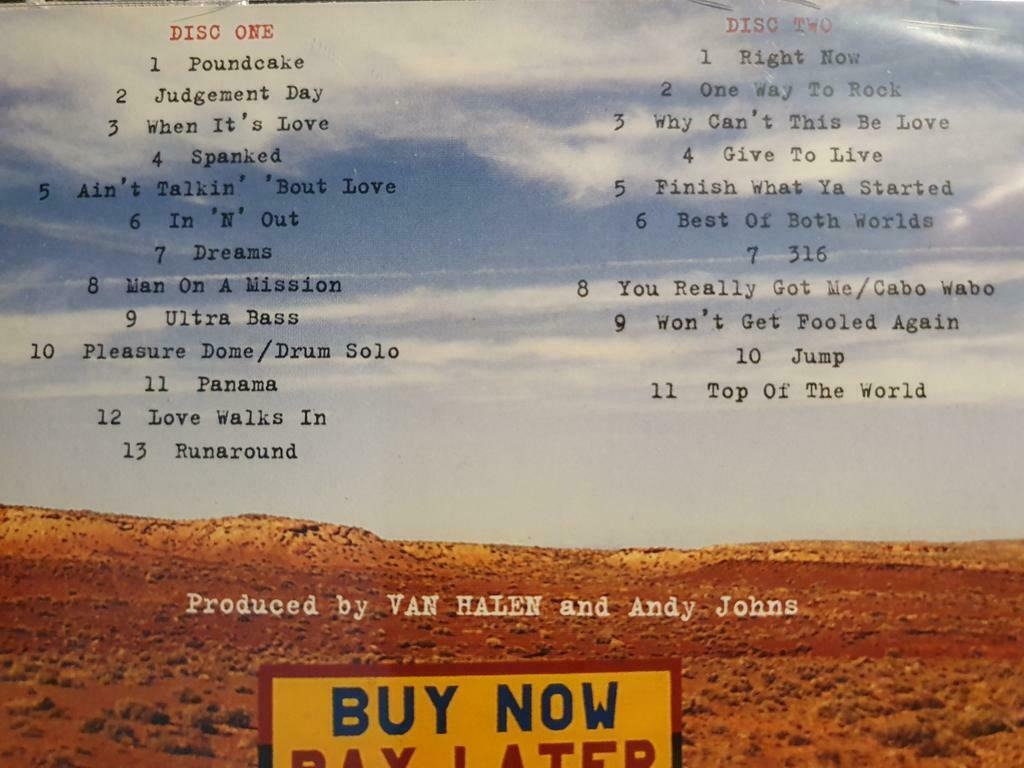 DISC ONE
1 Poundcake
2 Judgement Day
3 When It's Love
4 Spanked
5 Ain't Talkin' 'Bout Love
6 In 'N' Out
7 Dreams
8 Man On A Mission
9 Ultra Bass
10 Pleasure Dome/Drum Solo
11 Panama
12 Love Walks In
13 Runaround
DISC TWO
1 Right Now
2 One Way To Rock
3 Why Can't This Be Love
4 Give To Live
5 Finish What Ya Started
6 Best Of Both Worlds
7 316
8 You Really Got Me/Cabo Wabo
9 Won't Get Fooled Again
10 Jump
11 Top Of The World
Produced by VAN HALEN and Andy Johns
BUY NOW
PAY LATER